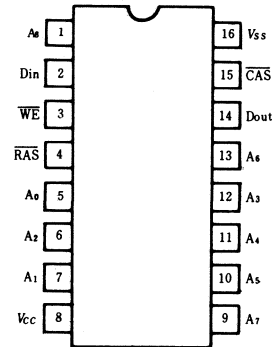 A8 1 16 Vss
Din 2 15 CAS
WE 3 14 Dout
RAS 4 13 A6
A0 5 12 A3
A2 6 11 A4
A1 7 10 A5
Vcc 8 9 A7